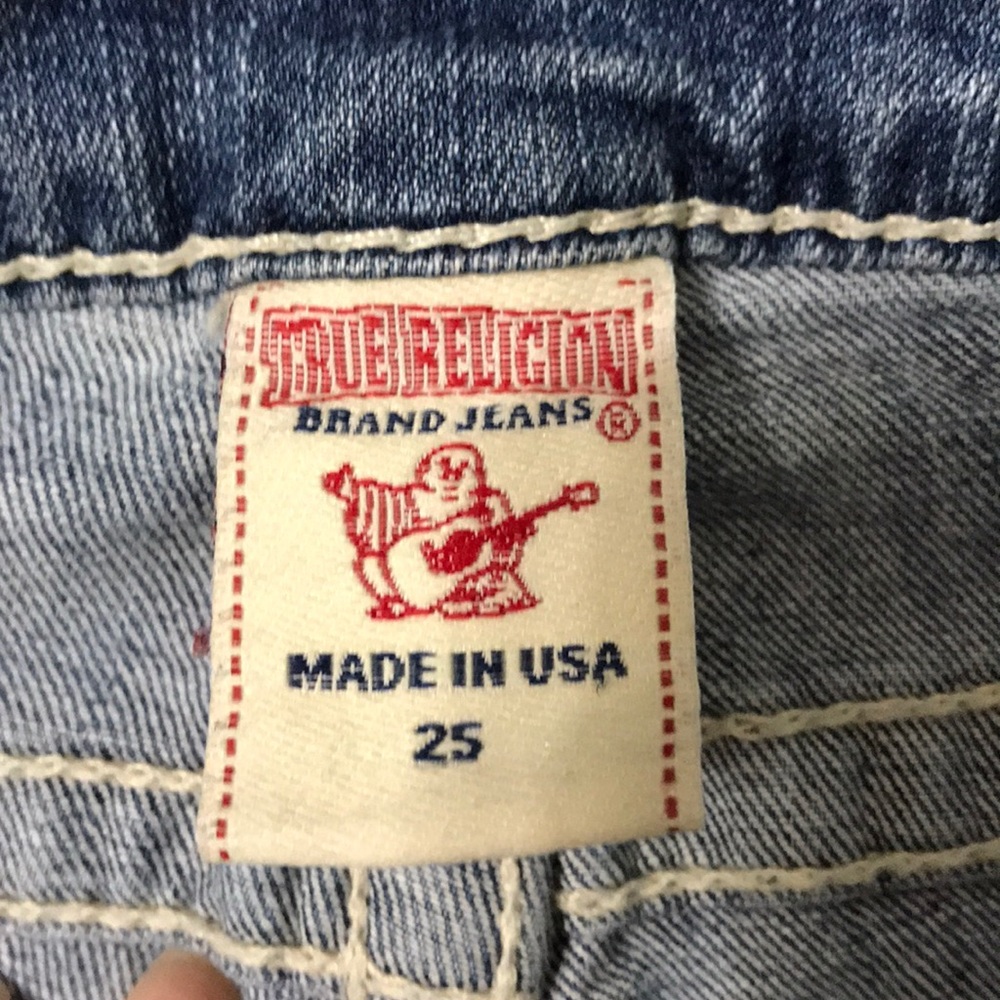 TRUE RELIGION
BRAND JEANS®
MADE IN USA
25